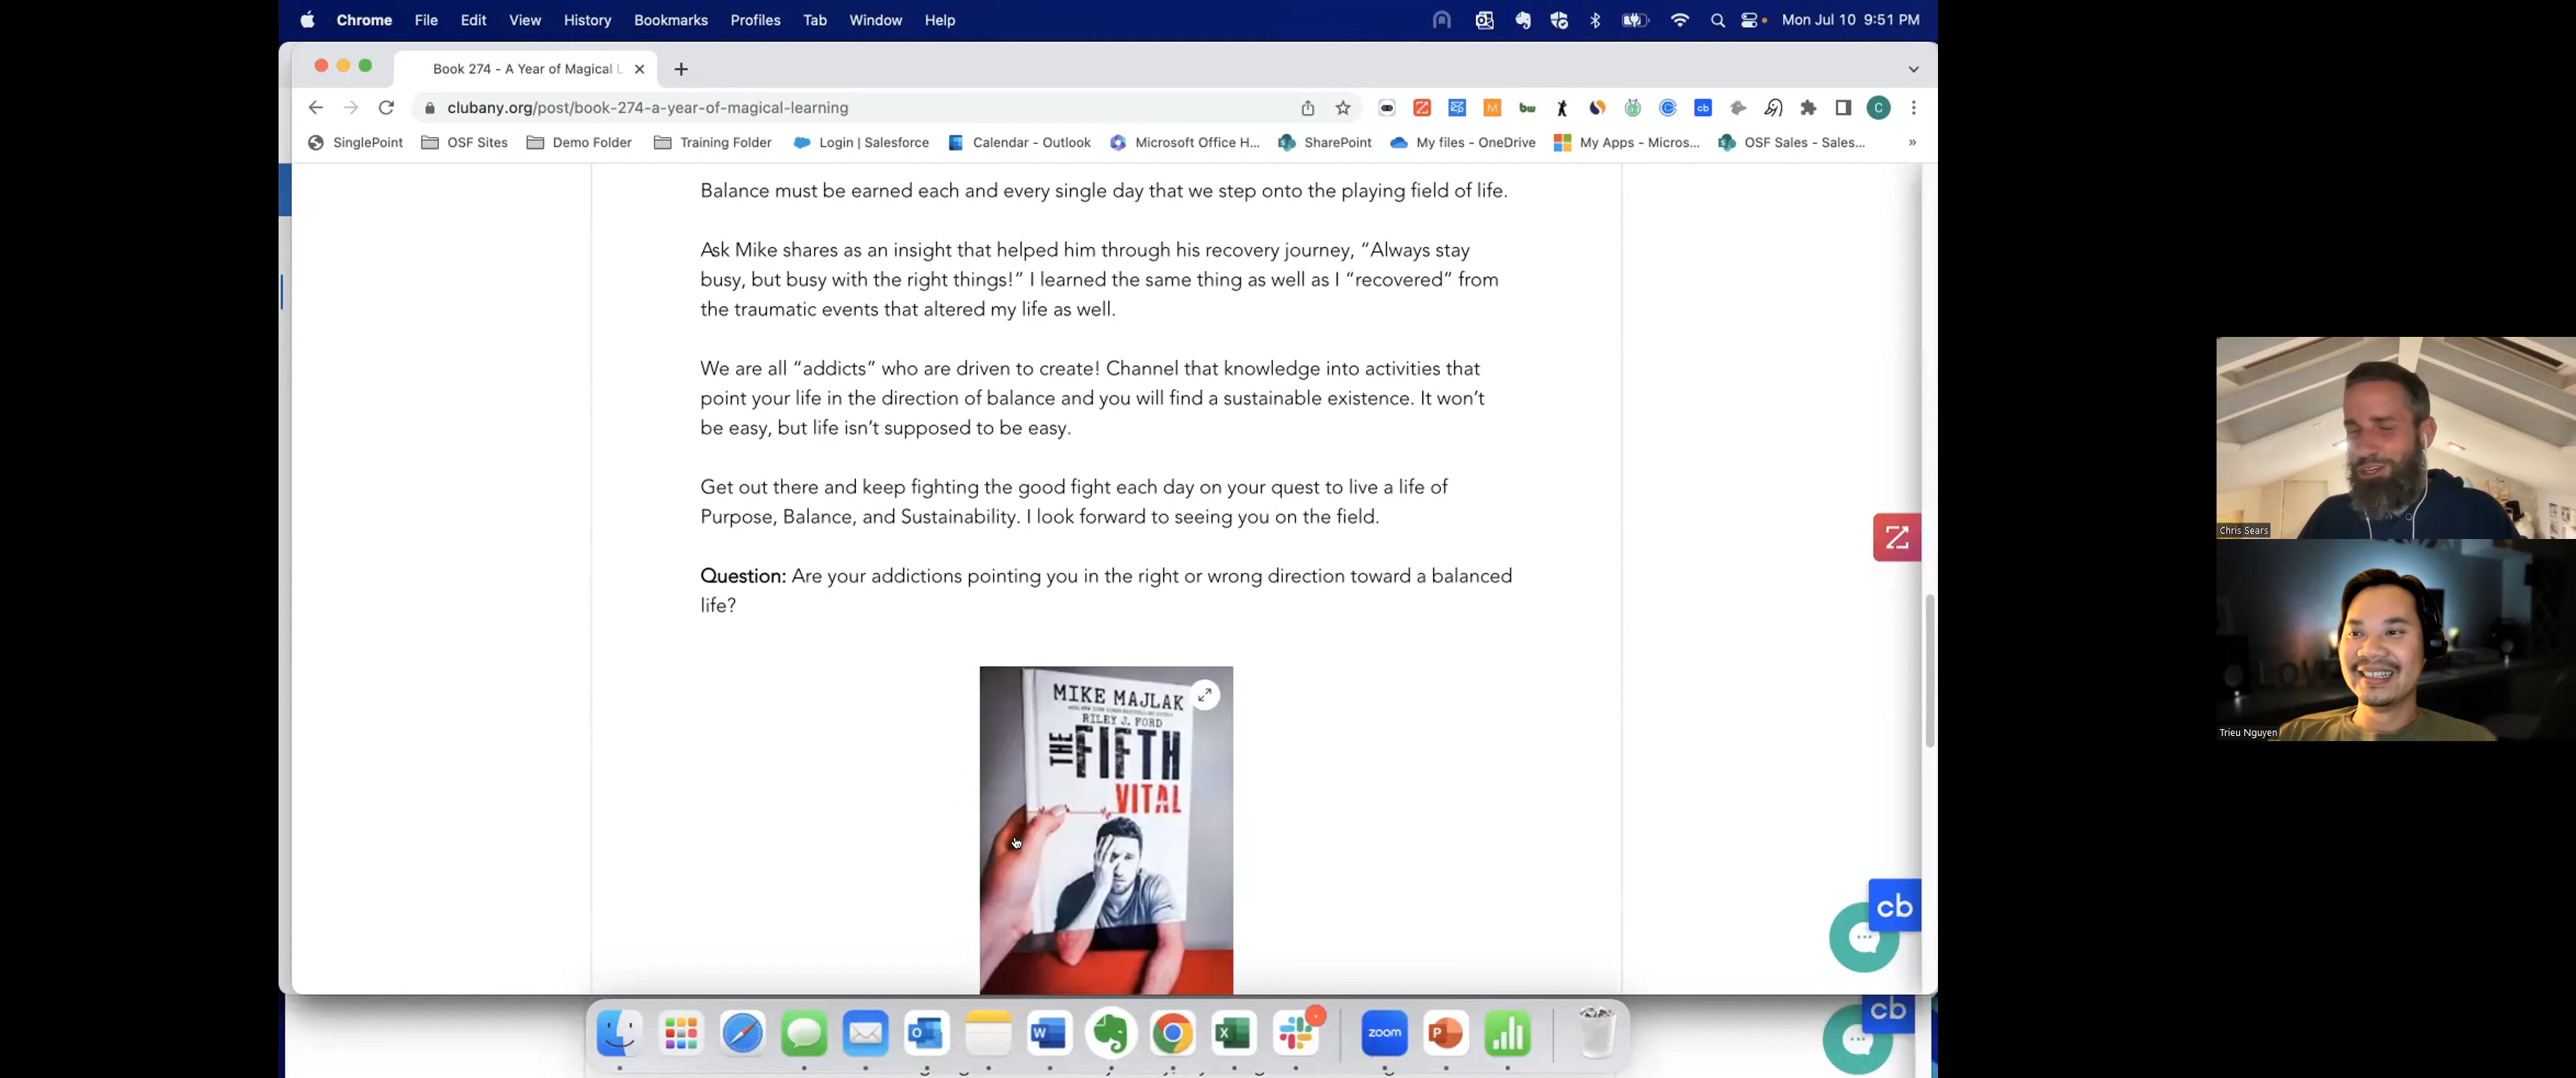 Chrome File Edit View History Bookmarks Profiles Tab Window Help Mon Jul 10 9:51 PM
Book 274 - A Year of Magical L
clubany.org/post/book-274-a-year-of-magical-learning
SinglePoint OSF Sites Demo Folder Training Folder Login | Salesforce Calendar - Outlook Microsoft Office H... SharePoint My files - OneDrive My Apps - Micros... OSF Sales - Sales... »
Balance must be earned each and every single day that we step onto the playing field of life.
Ask Mike shares as an insight that helped him through his recovery journey, “Always stay
busy, but busy with the right things!” I learned the same thing as well as I “recovered” from
the traumatic events that altered my life as well.
We are all “addicts” who are driven to create! Channel that knowledge into activities that
point your life in the direction of balance and you will find a sustainable existence. It won’t
be easy, but life isn’t supposed to be easy.
Get out there and keep fighting the good fight each day on your quest to live a life of
Purpose, Balance, and Sustainability. I look forward to seeing you on the field.
Question: Are your addictions pointing you in the right or wrong direction toward a balanced
life?
MIKE MAJLAK
RILEY J. FORD
THE FIFTH
VITAL
cb
cb
zoom
Chris Sears
Trieu Nguyen